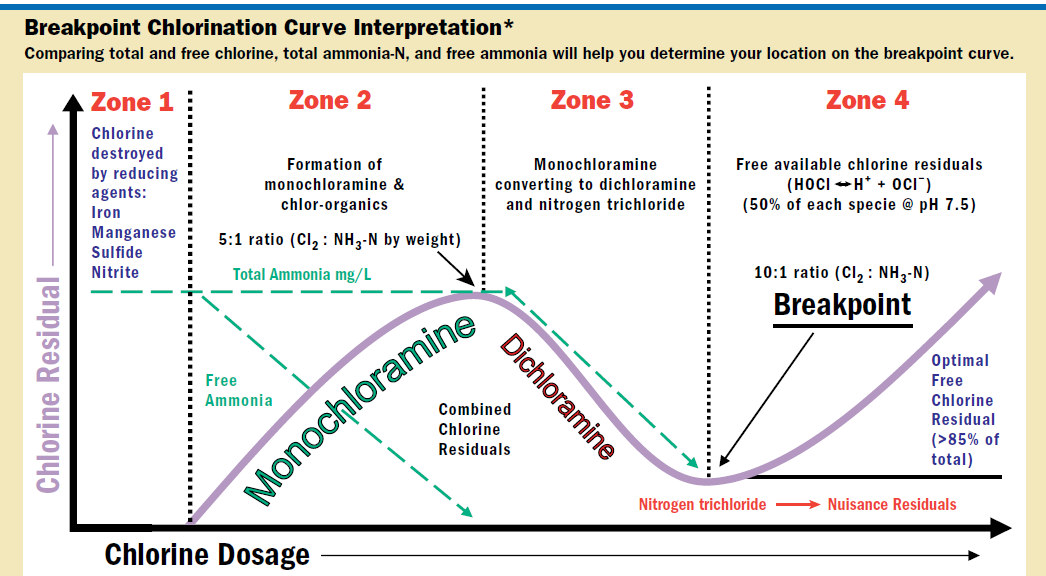 Breakpoint Chlorination Curve Interpretation*
Comparing total and free chlorine, total ammonia-N, and free ammonia will help you determine your location on the breakpoint curve.
Zone 1
Chlorine
destroyed
by reducing
agents:
Iron
Manganese
Sulfide
Nitrite
Zone 2
Formation of
monochloramine &
chlor-organics
5:1 ratio (Cl₂ : NH₃-N by weight)
Total Ammonia mg/L
Zone 3
Monochloramine
converting to dichloramine
and nitrogen trichloride
Zone 4
Free available chlorine residuals
(HOCl ↔ H⁺ + OCl⁻)
(50% of each specie @ pH 7.5)
10:1 ratio (Cl₂ : NH₃-N)
Breakpoint
Chlorine Residual
Free
Ammonia
Monochloramine
Combined
Chlorine
Residuals
Dichloramine
Optimal
Free
Chlorine
Residual
(>85% of
total)
Nitrogen trichloride → Nuisance Residuals
Chlorine Dosage